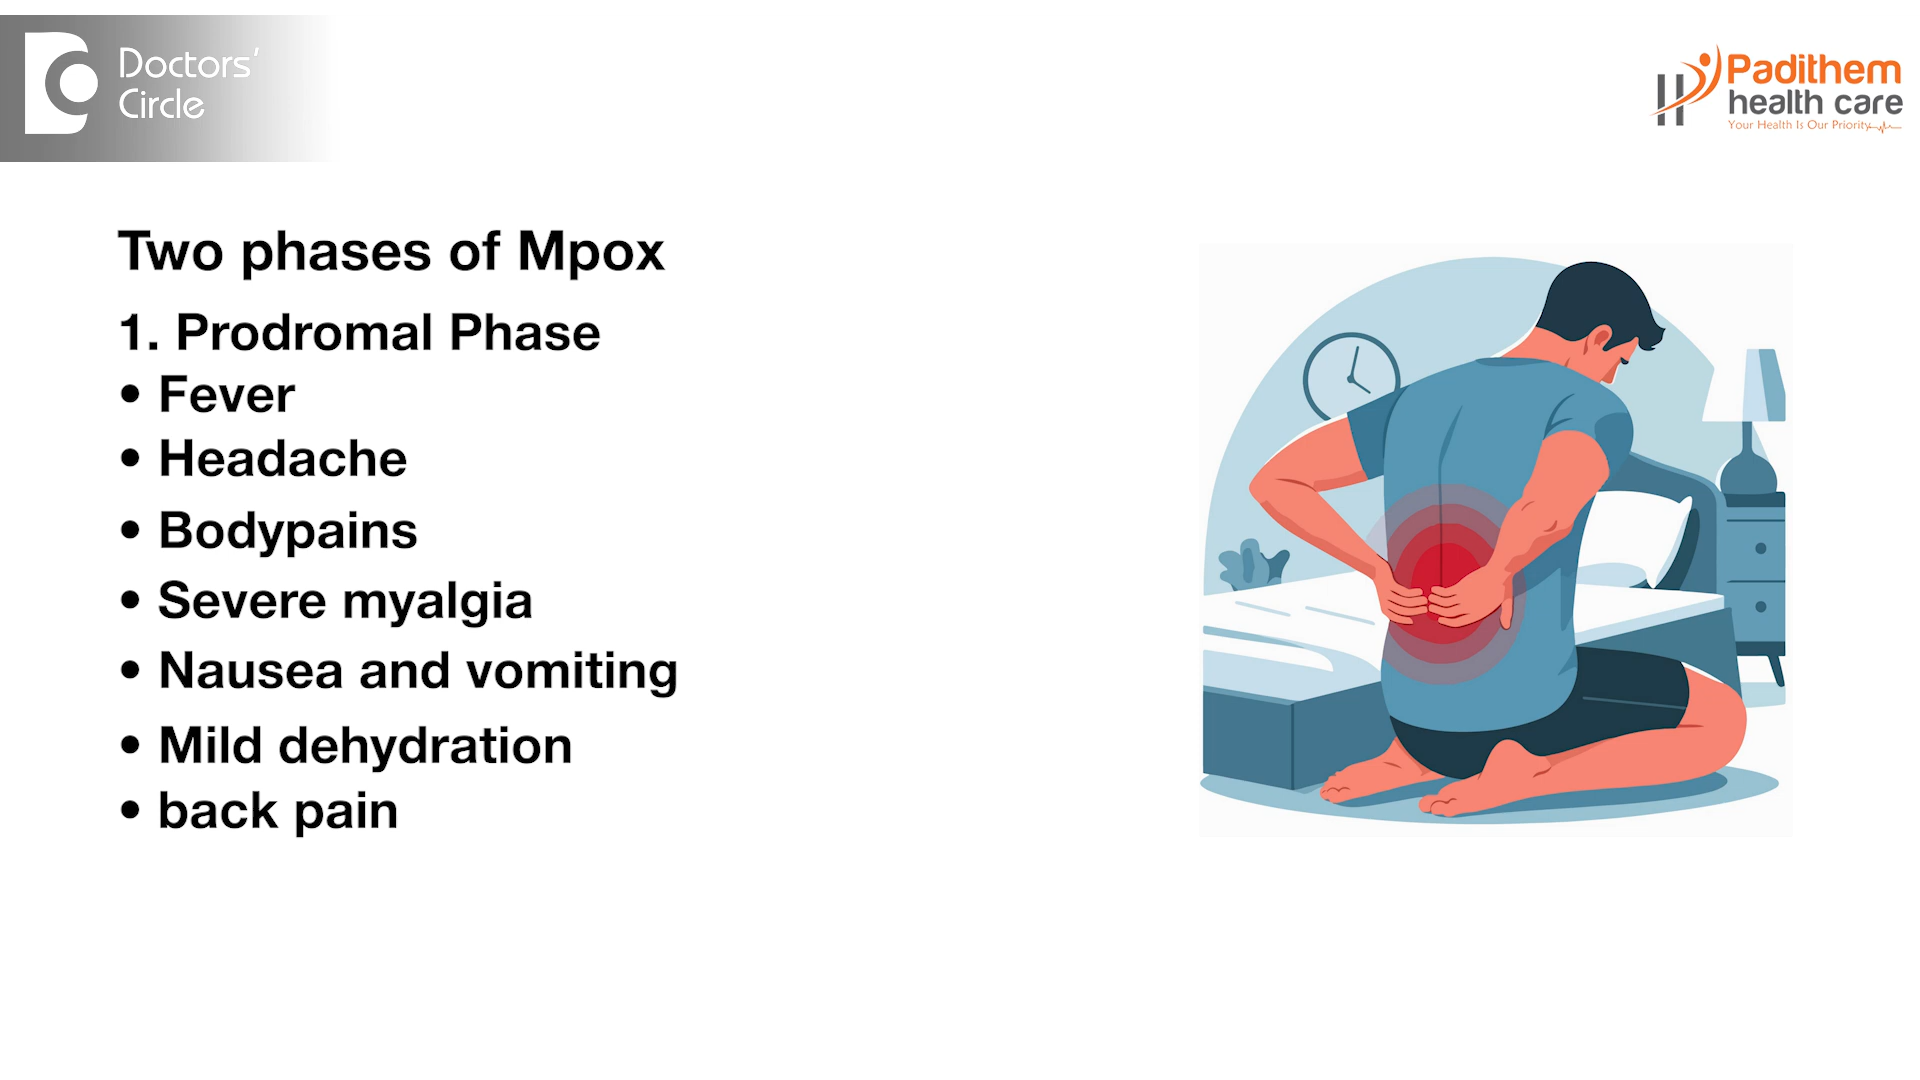 Doctors'
Circle
Padithem
health care
Your Health Is Our Priority
Two phases of Mpox
1. Prodromal Phase
• Fever
• Headache
• Bodypains
• Severe myalgia
• Nausea and vomiting
• Mild dehydration
• back pain